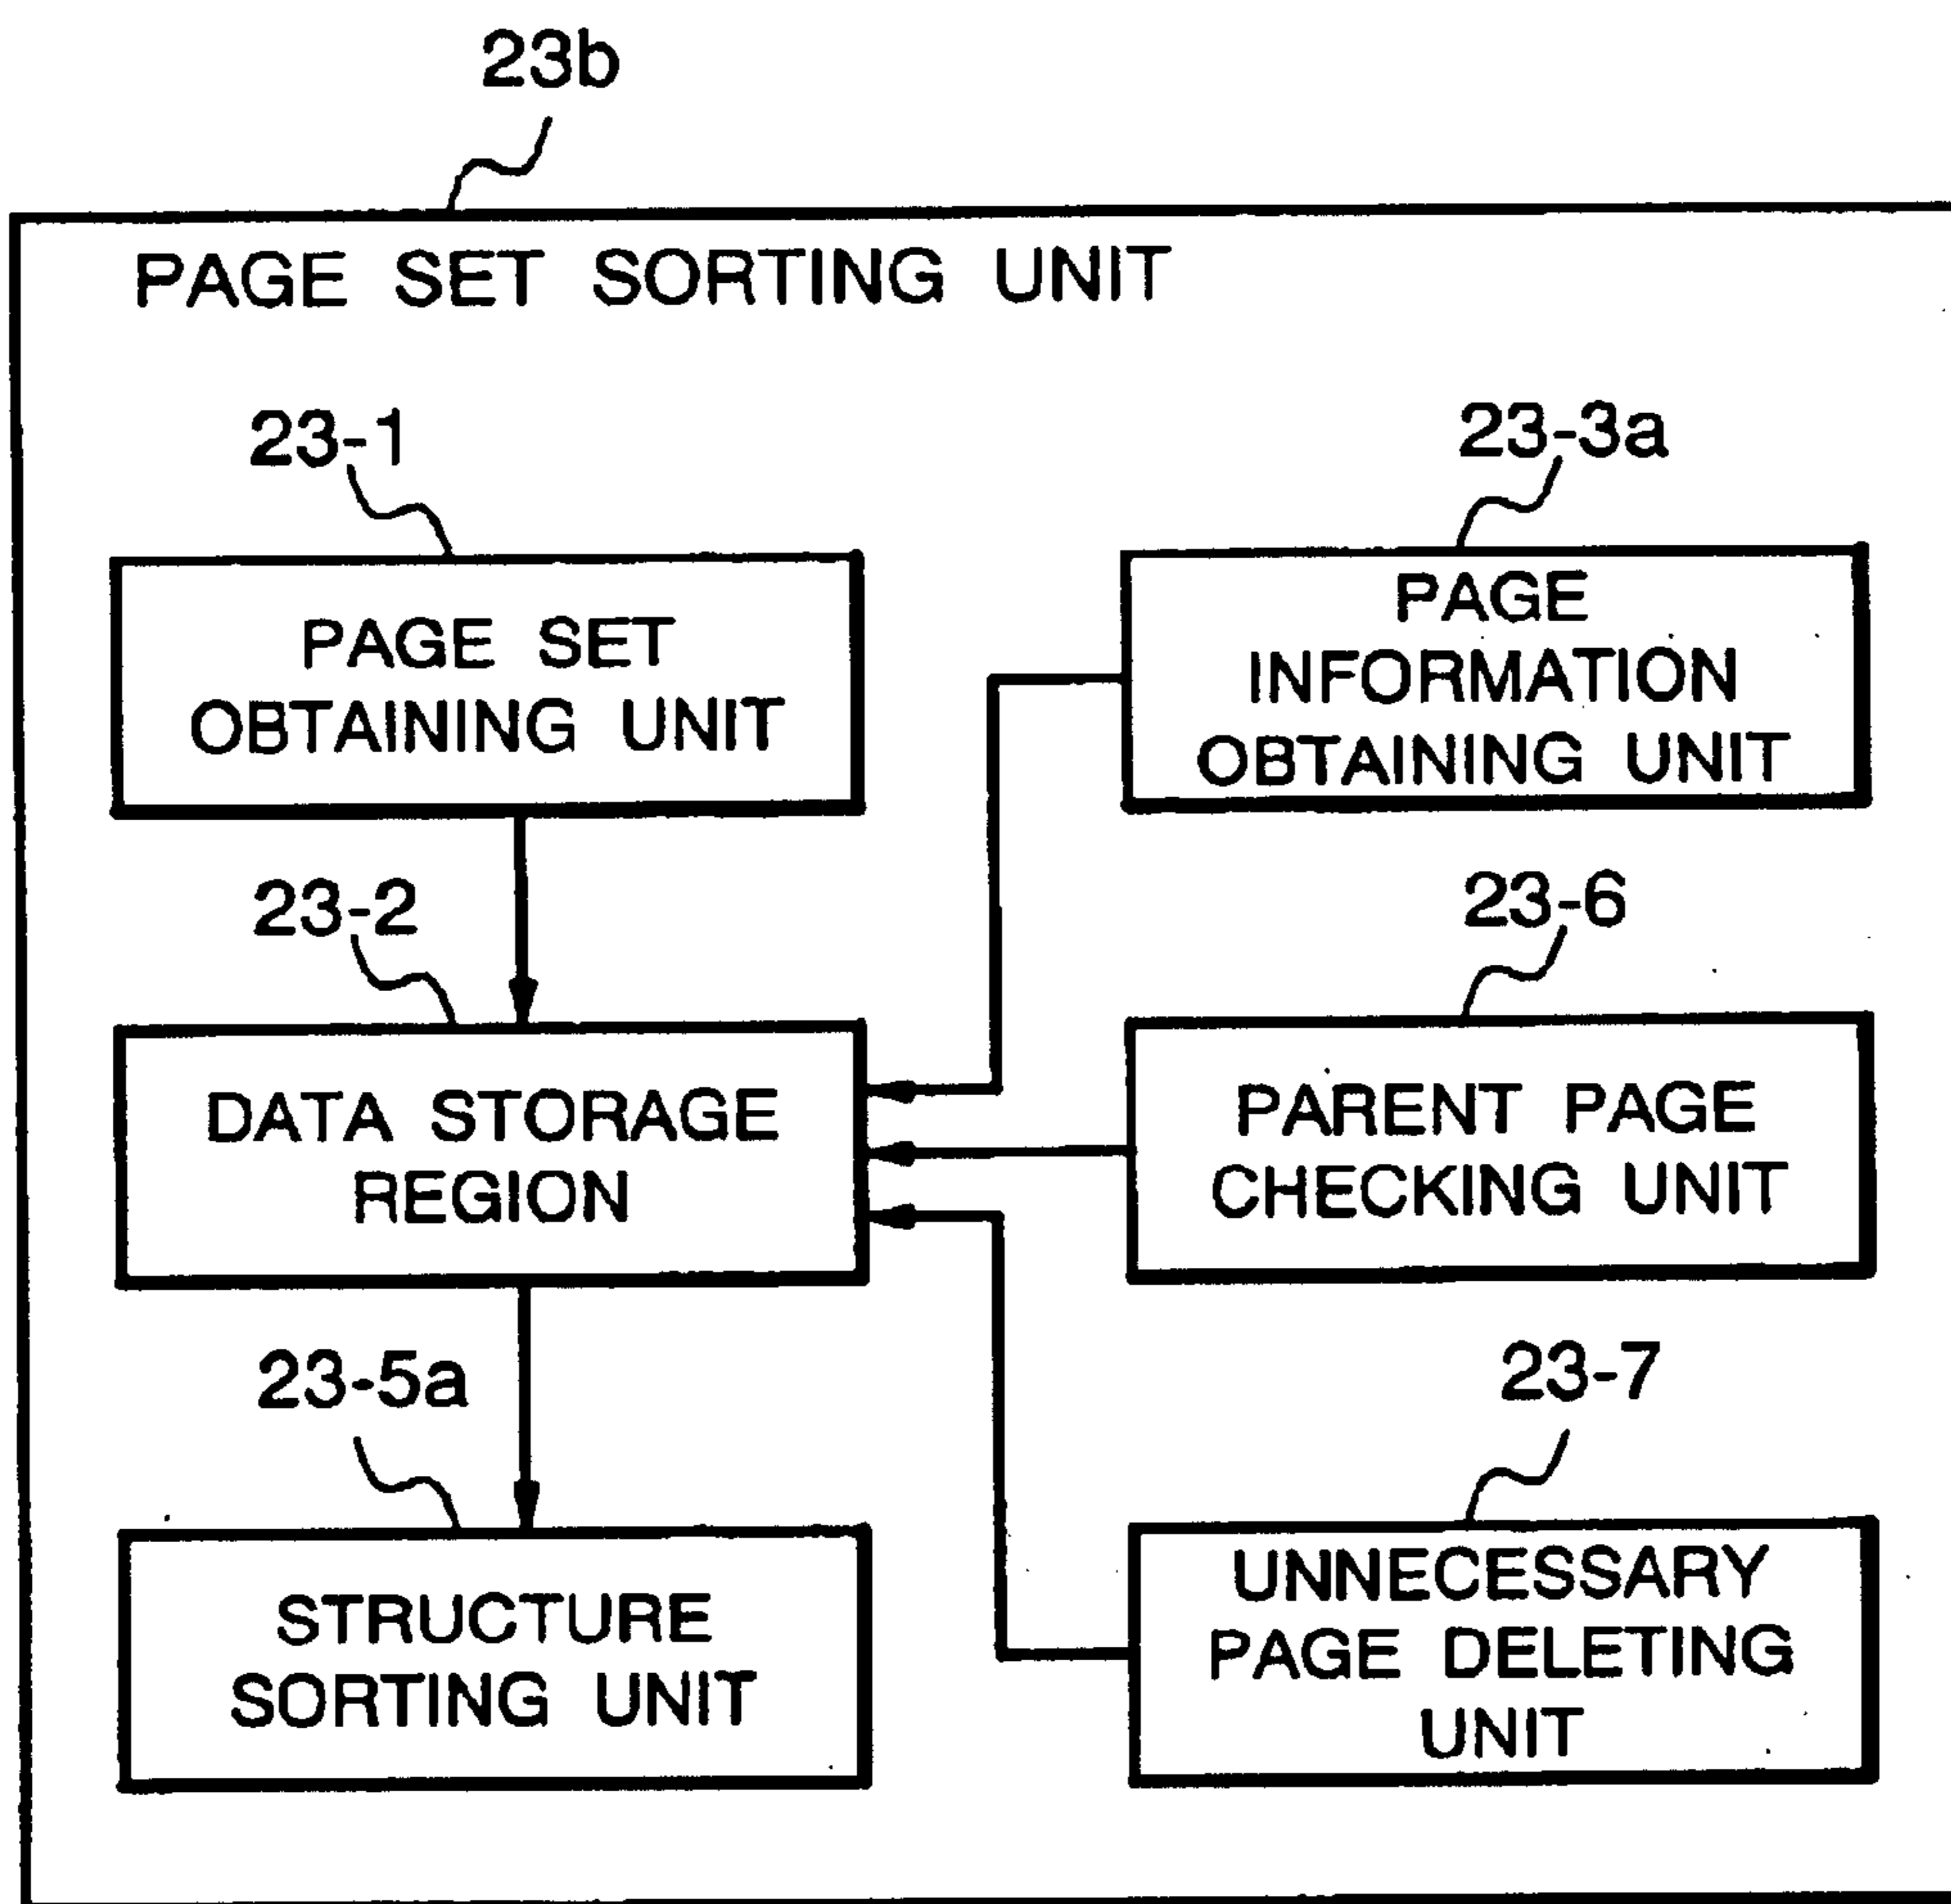 23b
PAGE SET SORTING UNIT
23-1
PAGE SET
OBTAINING UNIT
23-3a
PAGE
INFORMATION
OBTAINING UNIT
23-2
DATA STORAGE
REGION
23-6
PARENT PAGE
CHECKING UNIT
23-5a
STRUCTURE
SORTING UNIT
23-7
UNNECESSARY
PAGE DELETING
UNIT